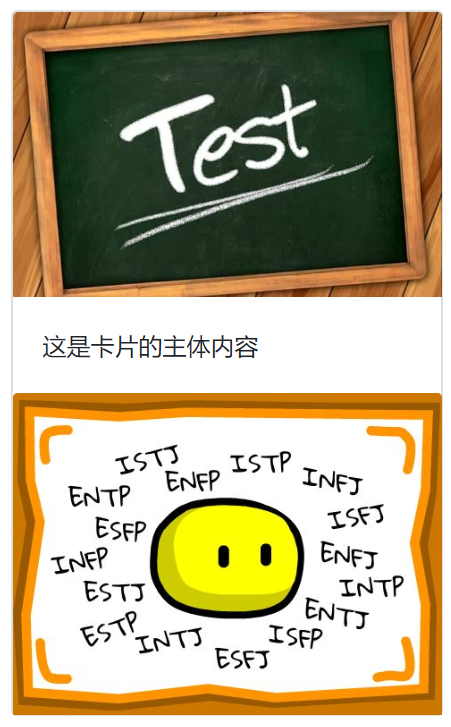 Test
这是卡片的主体内容
ISTJ
ENFP
ISTP
INFJ
ENTP
ISFJ
ESFP
ENFJ
INFP
INTP
ESTJ
ENTJ
ESTP
INTJ
ISFP
ESFJ